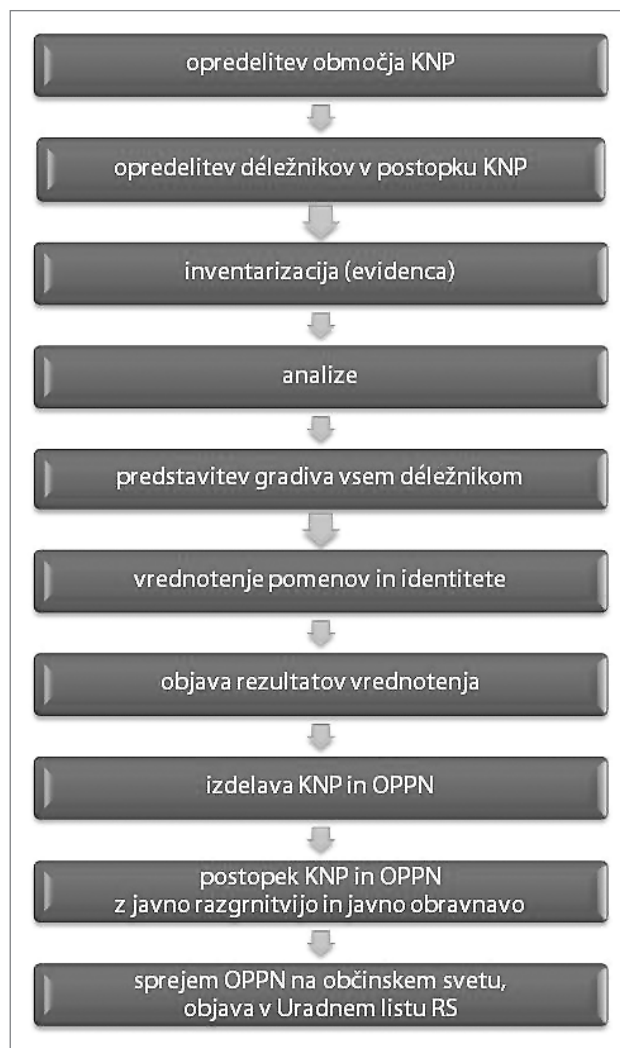 opredelitev območja KNP
opredelitev déležnikov v postopku KNP
inventarizacija (evidenca)
analize
predstavitev gradiva vsem déležnikom
vrednotenje pomenov in identitete
objava rezultatov vrednotenja
izdelava KNP in OPPN
postopek KNP in OPPN
z javno razgrnitvijo in javno obravnavo
sprejem OPPN na občinskem svetu,
objava v Uradnem listu RS